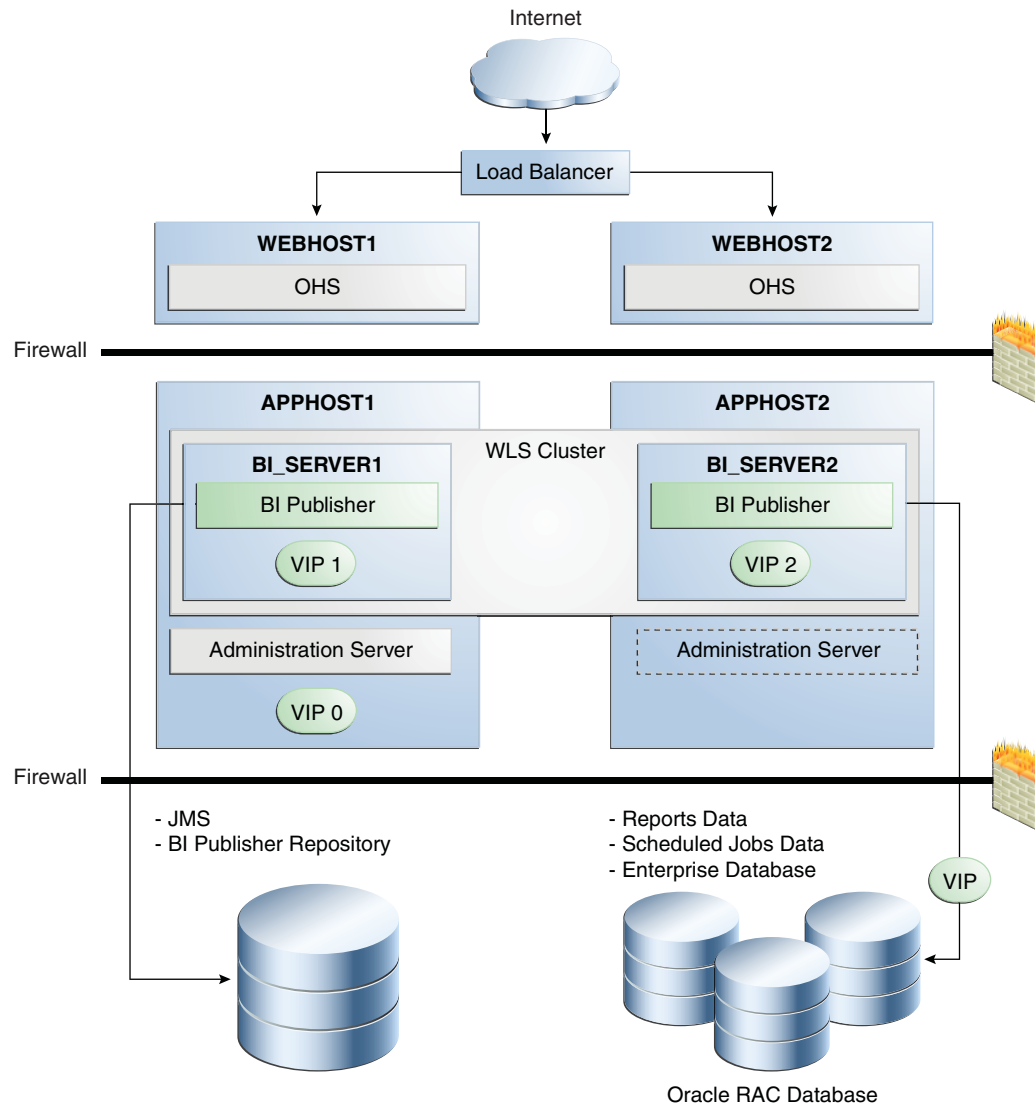 Internet
Load Balancer
WEBHOST1
OHS
WEBHOST2
OHS
Firewall
APPHOST1
APPHOST2
WLS Cluster
BI_SERVER1
BI Publisher
VIP 1
BI_SERVER2
BI Publisher
VIP 2
Administration Server
Administration Server
VIP 0
Firewall
- JMS
- BI Publisher Repository
- Reports Data
- Scheduled Jobs Data
- Enterprise Database
VIP
Oracle RAC Database